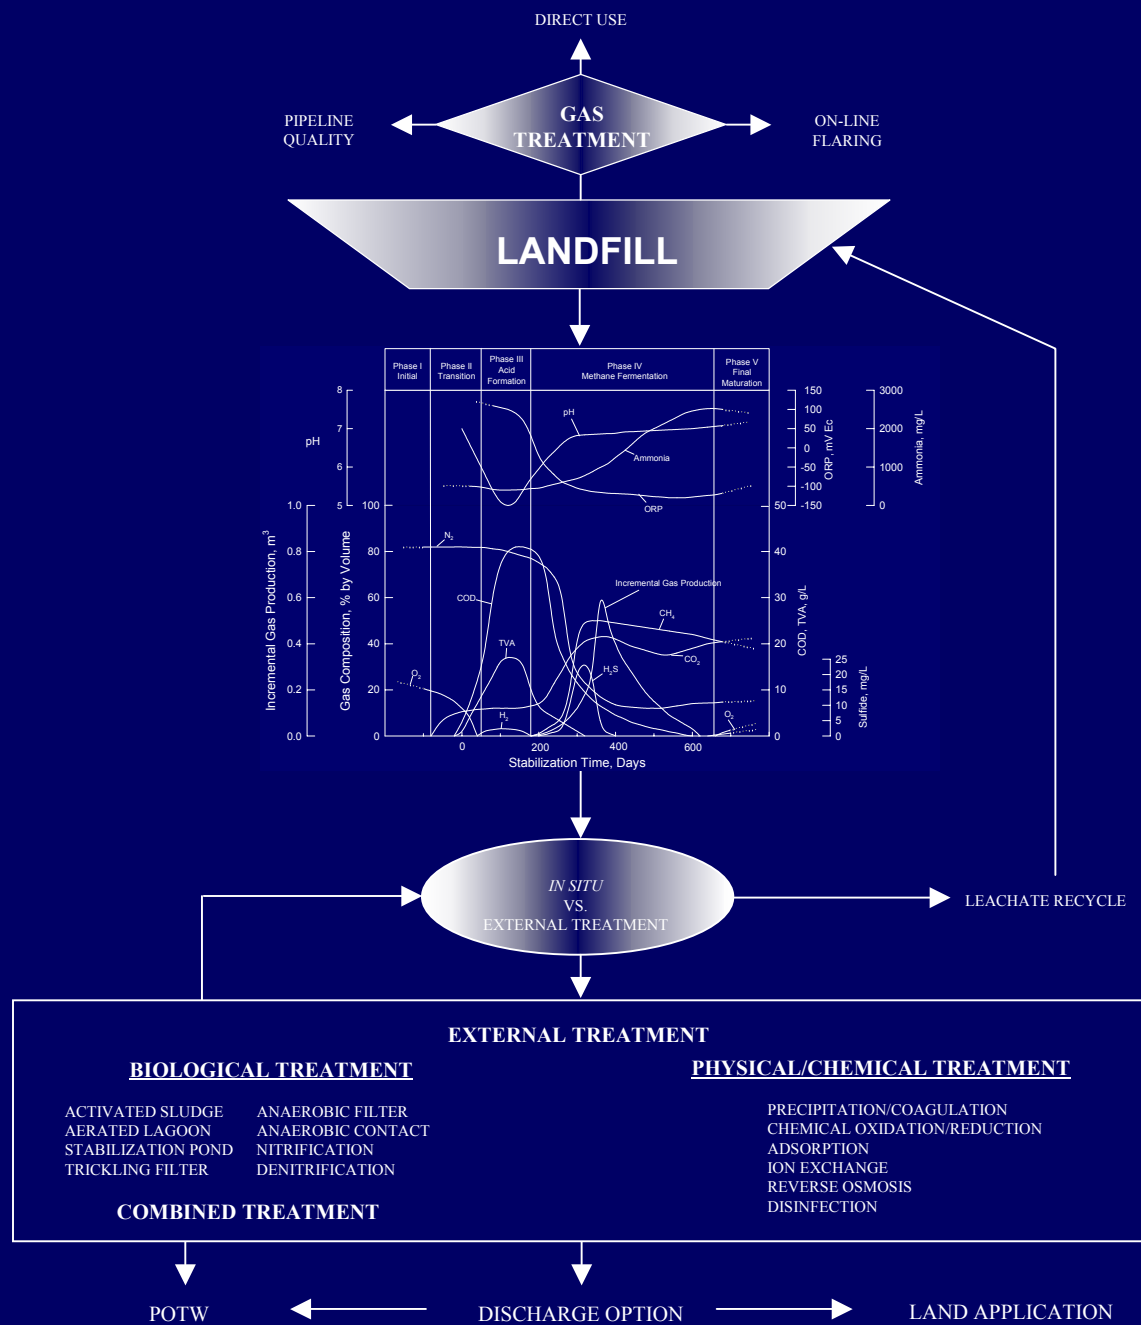 DIRECT USE
GAS
TREATMENT
PIPELINE
QUALITY
ON-LINE
FLARING
LANDFILL
Phase I
Initial
Phase II
Transition
Phase III
Acid
Formation
Phase IV
Methane Fermentation
Phase V
Final
Maturation
pH
8
7
6
5
pH
Ammonia
ORP
150
100
50
0
-50
-100
-150
ORP, mV Ec
3000
2000
1000
0
Ammonia, mg/L
Incremental Gas Production, m³
1.0
0.8
0.6
0.4
0.2
0.0
Gas Composition, % by Volume
100
80
60
40
20
0
N₂
COD
TVA
O₂
H₂
Incremental Gas Production
CH₄
CO₂
H₂S
O₂
50
40
30
20
10
0
COD, TVA, g/L
25
20
15
10
5
0
Sulfide, mg/L
0 200 400 600
Stabilization Time, Days
IN SITU
VS.
EXTERNAL TREATMENT
LEACHATE RECYCLE
EXTERNAL TREATMENT
BIOLOGICAL TREATMENT
ACTIVATED SLUDGE ANAEROBIC FILTER
AERATED LAGOON ANAEROBIC CONTACT
STABILIZATION POND NITRIFICATION
TRICKLING FILTER DENITRIFICATION
COMBINED TREATMENT
PHYSICAL/CHEMICAL TREATMENT
PRECIPITATION/COAGULATION
CHEMICAL OXIDATION/REDUCTION
ADSORPTION
ION EXCHANGE
REVERSE OSMOSIS
DISINFECTION
POTW
DISCHARGE OPTION
LAND APPLICATION